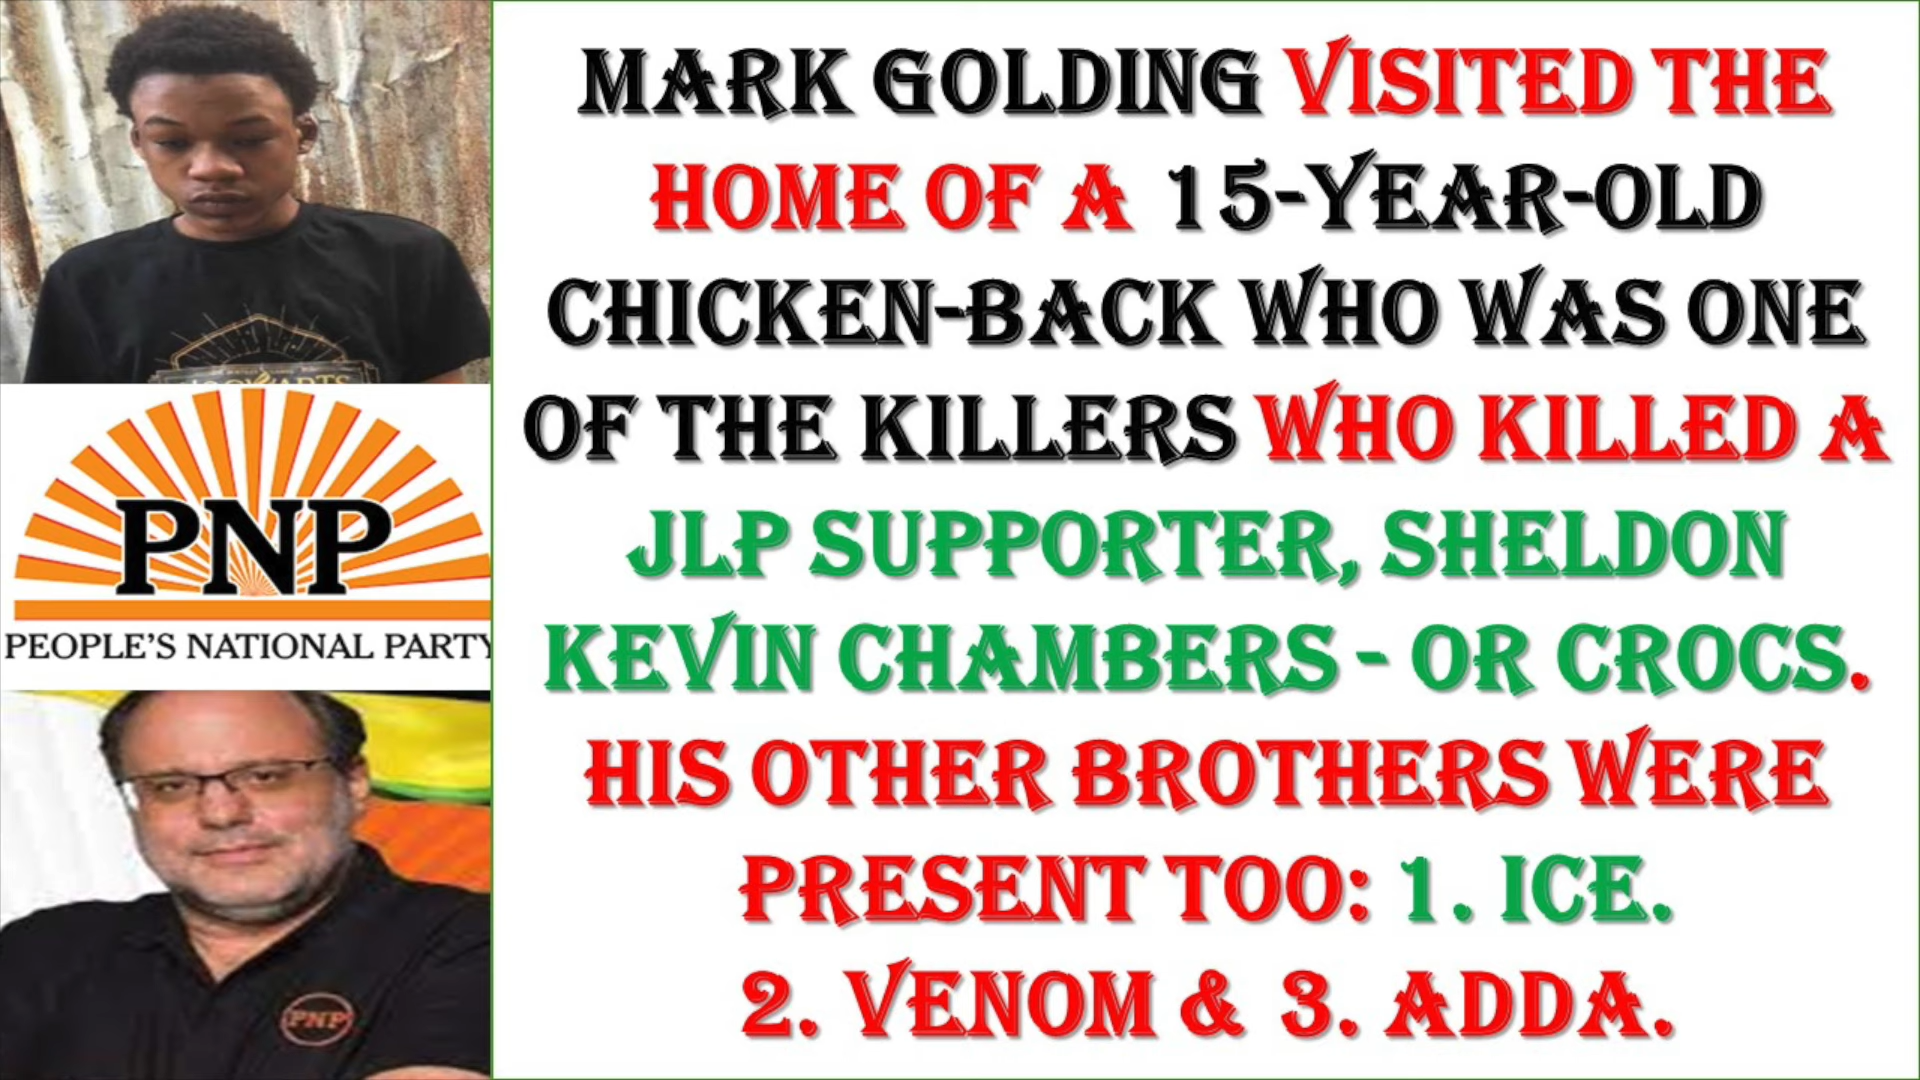 MARK GOLDING VISITED THE
HOME OF A 15-YEAR-OLD
CHICKEN-BACK WHO WAS ONE
OF THE KILLERS WHO KILLED A
JLP SUPPORTER, SHELDON
KEVIN CHAMBERS - OR CROCS.
HIS OTHER BROTHERS WERE
PRESENT TOO: 1. ICE.
2. VENOM & 3. ADDA.
PNP
PEOPLE'S NATIONAL PARTY
PNP